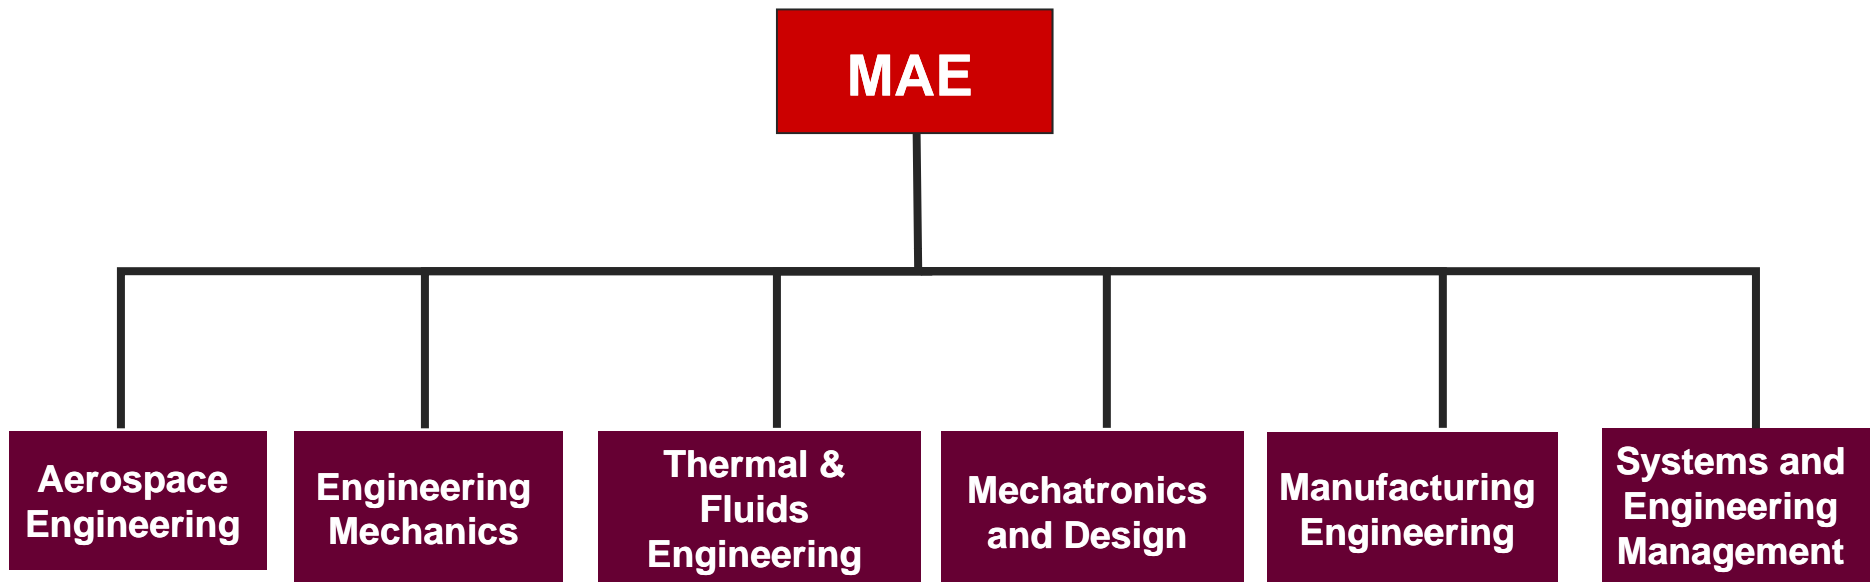 MAE
Aerospace
Engineering
Engineering
Mechanics
Thermal &
Fluids
Engineering
Mechatronics
and Design
Manufacturing
Engineering
Systems and
Engineering
Management